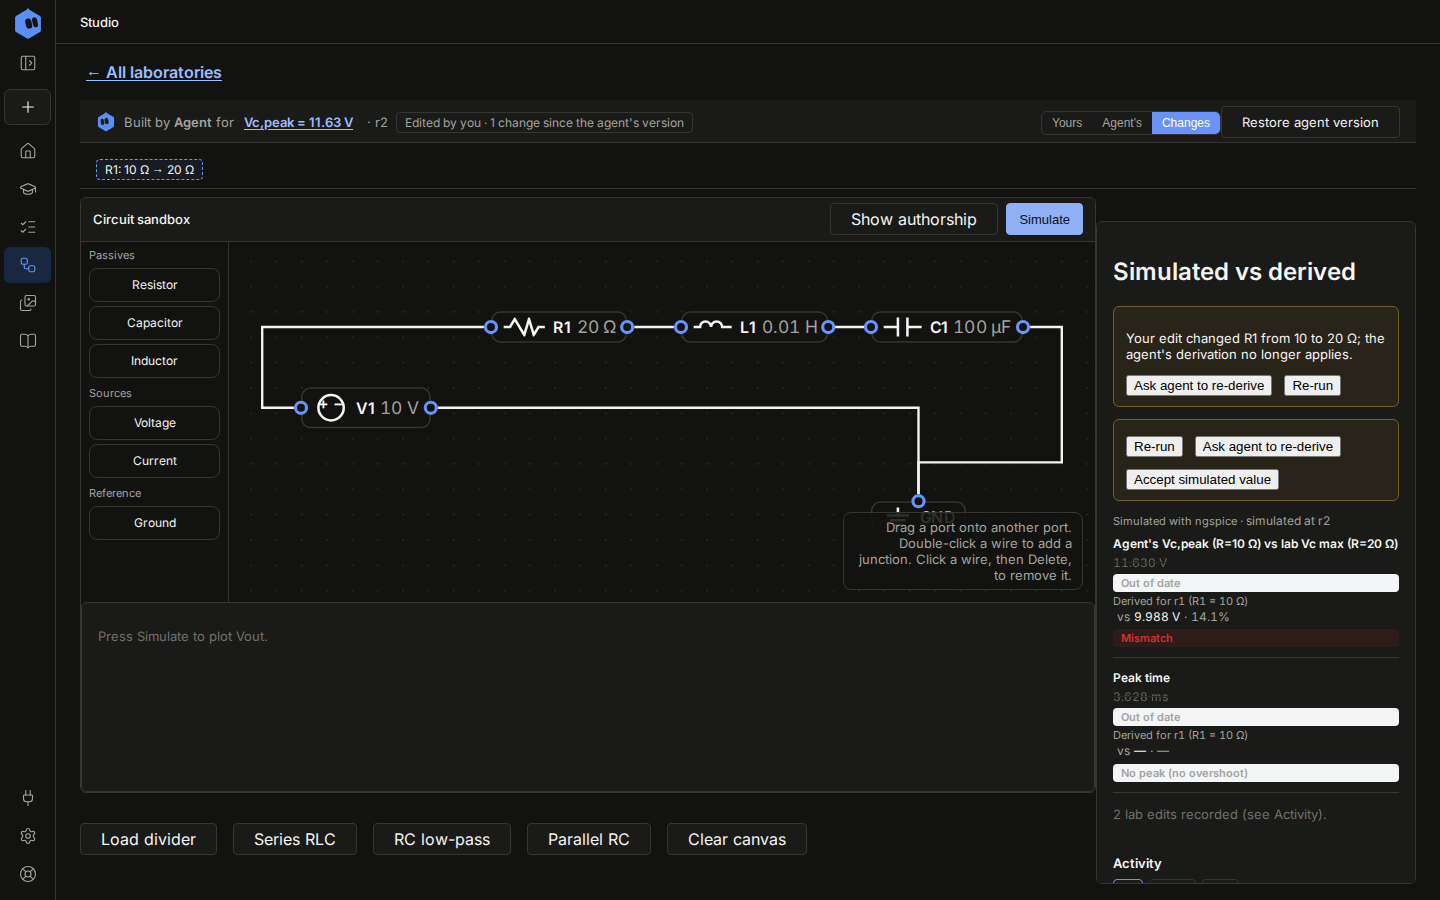 Studio
← All laboratories
Built by Agent for Vc,peak = 11.63 V · r2 Edited by you · 1 change since the agent's version Yours Agent's Changes Restore agent version
R1: 10 Ω → 20 Ω
Circuit sandbox Show authorship Simulate
Passives
Resistor
Capacitor
Inductor
Sources
Voltage
Current
Reference
Ground
R1 20 Ω L1 0.01 H C1 100 µF
V1 10 V
GND
Drag a port onto another port.
Double-click a wire to add a
junction. Click a wire, then Delete,
to remove it.
Press Simulate to plot Vout.
Load divider Series RLC RC low-pass Parallel RC Clear canvas
Simulated vs derived
Your edit changed R1 from 10 to 20 Ω; the
agent's derivation no longer applies.
Ask agent to re-derive Re-run
Re-run Ask agent to re-derive
Accept simulated value
Simulated with ngspice · simulated at r2
Agent's Vc,peak (R=10 Ω) vs lab Vc max (R=20 Ω)
11.630 V
Out of date
Derived for r1 (R1 = 10 Ω)
vs 9.988 V · 14.1%
Mismatch
Peak time
3.628 ms
Out of date
Derived for r1 (R1 = 10 Ω)
vs — · —
No peak (no overshoot)
2 lab edits recorded (see Activity).
Activity